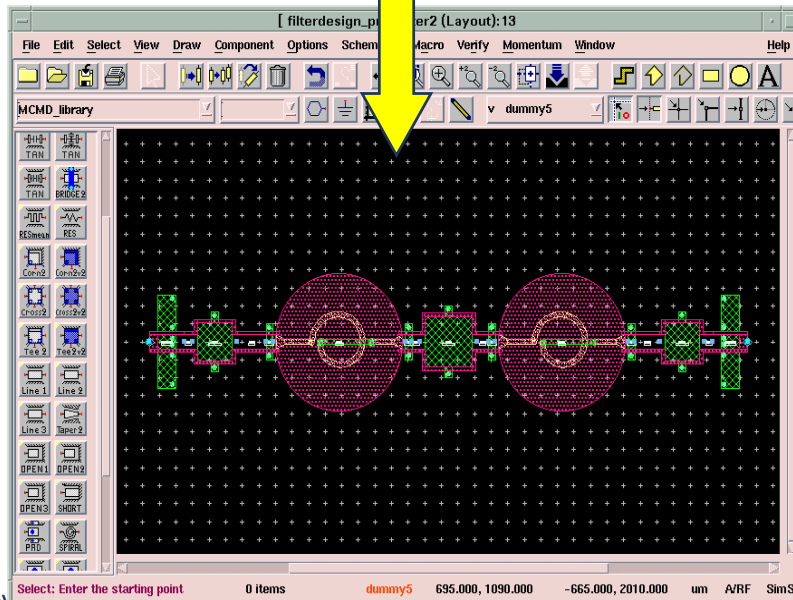 [ filterdesign_pr er2 (Layout):13
File Edit Select View Draw Component Options Schem Macro Verify Momentum Window Help
MCMD_library v dummy5
TAN TAN
TAN BRIDGE2
RESmean RES
Corn2 Corn2v2
Cross2 Cross2v2
Tee 2 Tee2v2
Line 1 Line 2
Line 3 Taper2
OPEN1 OPEN2
OPEN3 SHORT
PAD SPIRAL
Select: Enter the starting point 0 items dummy5 695.000, 1090.000 -665.000, 2010.000 um A/RF SimS